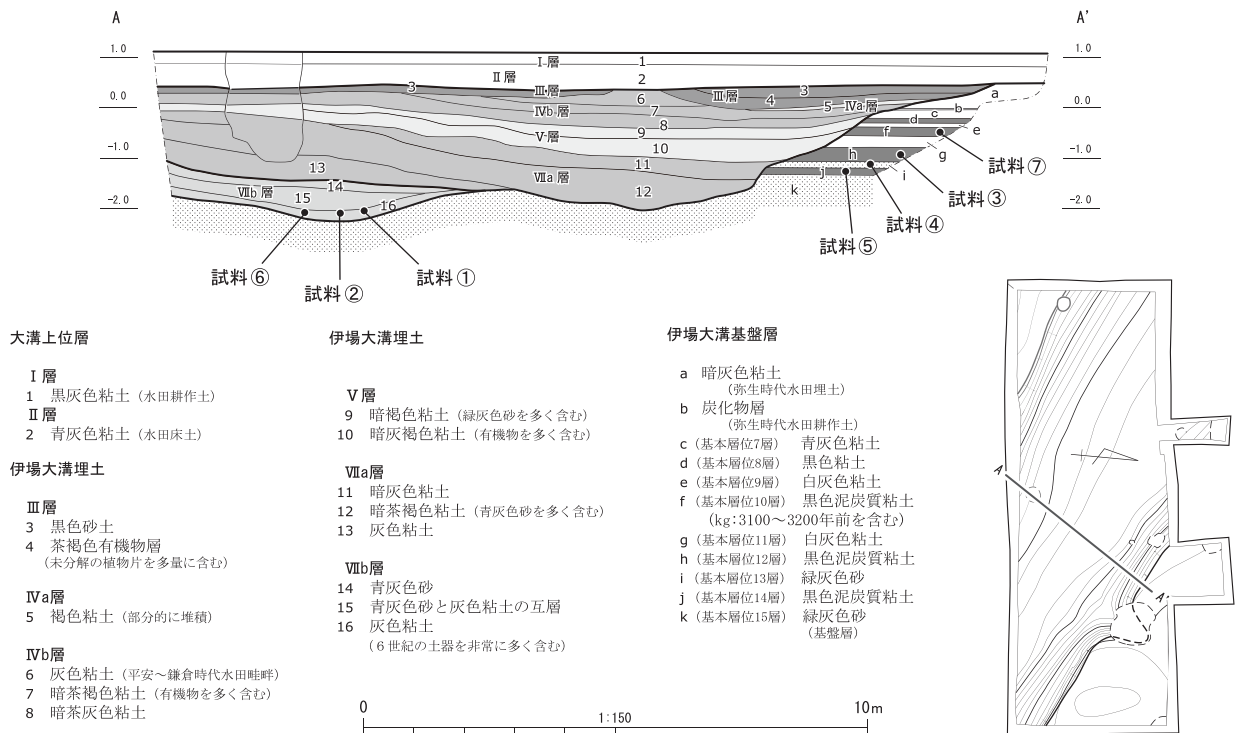 A
A'
1.0
0.0
-1.0
-2.0
1.0
0.0
-1.0
-2.0
Ⅰ層
1
Ⅱ層
2
3
Ⅲ層
6
Ⅲ層
4
3
Ⅳb層
7
5
Ⅳa層
8
Ⅴ層
9
10
11
13
Ⅶa層
12
14
Ⅶb層
15
16
a
b
c
d
e
f
g
h
i
j
k
試料⑦
試料③
試料④
試料⑤
試料⑥
試料②
試料①
大溝上位層
Ⅰ層
1 黒灰色粘土（水田耕作土）
Ⅱ層
2 青灰色粘土（水田床土）
伊場大溝埋土
Ⅲ層
3 黒色砂土
4 茶褐色有機物層
（未分解の植物片を多量に含む）
Ⅳa層
5 褐色粘土（部分的に堆積）
Ⅳb層
6 灰色粘土（平安〜鎌倉時代水田畦畔）
7 暗茶褐色粘土（有機物を多く含む）
8 暗茶灰色粘土
伊場大溝埋土
Ⅴ層
9 暗褐色粘土（緑灰色砂を多く含む）
10 暗灰褐色粘土（有機物を多く含む）
Ⅶa層
11 暗灰色粘土
12 暗茶褐色粘土（青灰色砂を多く含む）
13 灰色粘土
Ⅶb層
14 青灰色砂
15 青灰色砂と灰色粘土の互層
16 灰色粘土
（６世紀の土器を非常に多く含む）
伊場大溝基盤層
a 暗灰色粘土
（弥生時代水田埋土）
b 炭化物層
（弥生時代水田耕作土）
c（基本層位7層） 青灰色粘土
d（基本層位8層） 黒色粘土
e（基本層位9層） 白灰色粘土
f（基本層位10層） 黒色泥炭質粘土
（kg：3100〜3200年前を含む）
g（基本層位11層） 白灰色粘土
h（基本層位12層） 黒色泥炭質粘土
i（基本層位13層） 緑灰色砂
j（基本層位14層） 黒色泥炭質粘土
k（基本層位15層） 緑灰色砂
（基盤層）
A
A'
0
1:150
10m